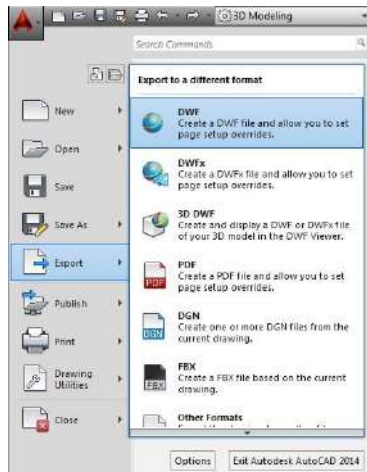 3D Modeling
Search Commands
New
Open
Save
Save As
Export
Publish
Print
Drawing
Utilities
Close
Export to a different format
DWF
Create a DWF file and allow you to set
page setup overrides.
DWFx
Create a DWFx file and allow you to set
page setup overrides.
3D DWF
Create and display a DWF or DWFx file
of your 3D model in the DWF Viewer.
PDF
PDF
Create a PDF file and allow you to set
page setup overrides.
DGN
DGN
Create one or more DGN files from the
current drawing.
FBX
FBX
Create a FBX file based on the current
drawing.
Other Formats
Options
Exit Autodesk AutoCAD 2014